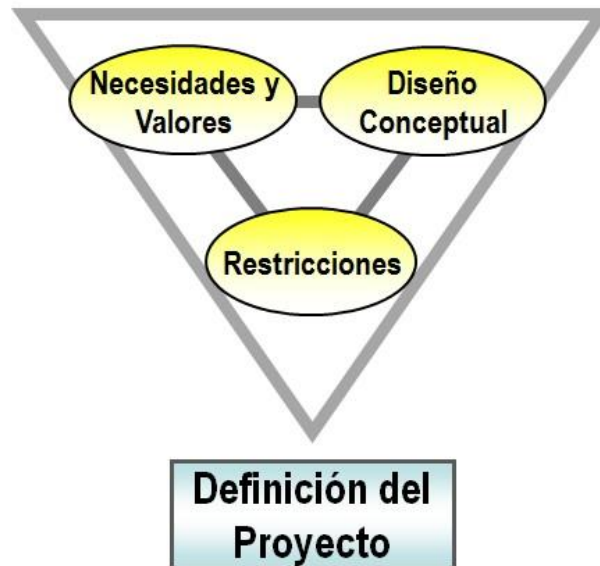 Necesidades y
Valores
Diseño
Conceptual
Restricciones
Definición del
Proyecto